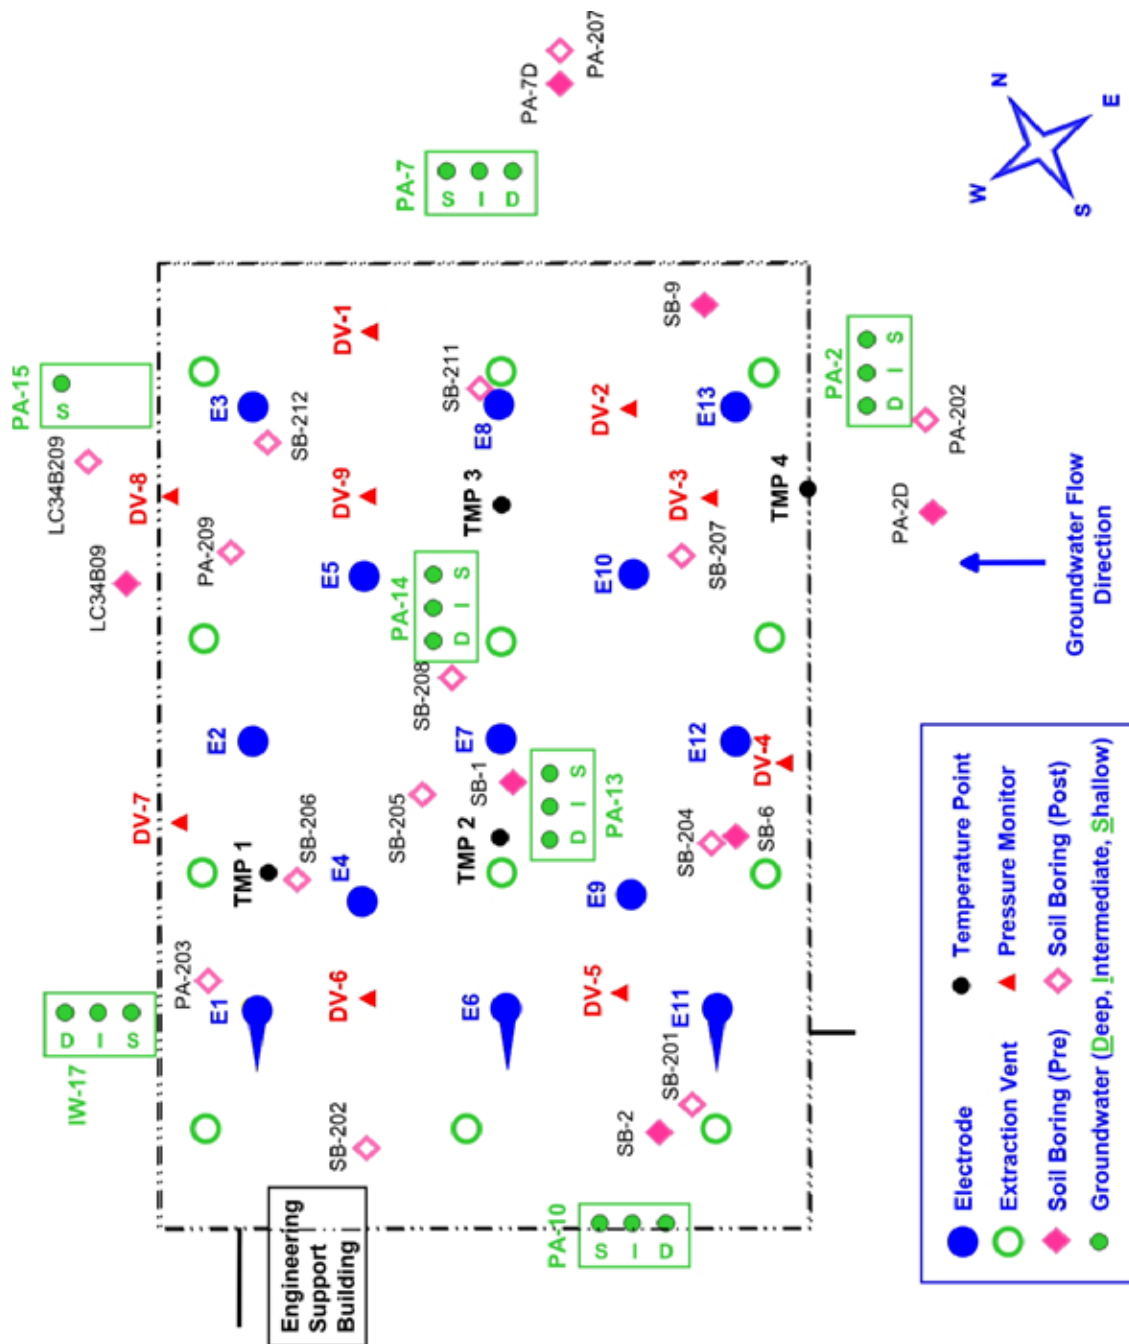 IW-17
D I S
PA-15
S
LC34B209
LC34B09
DV-7
DV-8
PA-203
E1
TMP 1
SB-206
E2
PA-209
E3
SB-212
Engineering
Support
Building
SB-202
DV-6
E4
SB-205
E5
DV-9
DV-1
PA-7
S I D
PA-7D
PA-207
PA-10
S I D
E6
TMP 2
SB-1
E7
SB-208
PA-14
D I S
TMP 3
E8
SB-211
PA-13
D I S
SB-2
SB-201
DV-5
E9
E10
DV-2
E11
SB-204
SB-6
E12
DV-4
SB-207
DV-3
E13
SB-9
TMP 4
PA-2
D I S
PA-202
PA-2D
Groundwater Flow
Direction
N
E
S
W
Electrode
Temperature Point
Extraction Vent
Pressure Monitor
Soil Boring (Pre)
Soil Boring (Post)
Groundwater (Deep, Intermediate, Shallow)